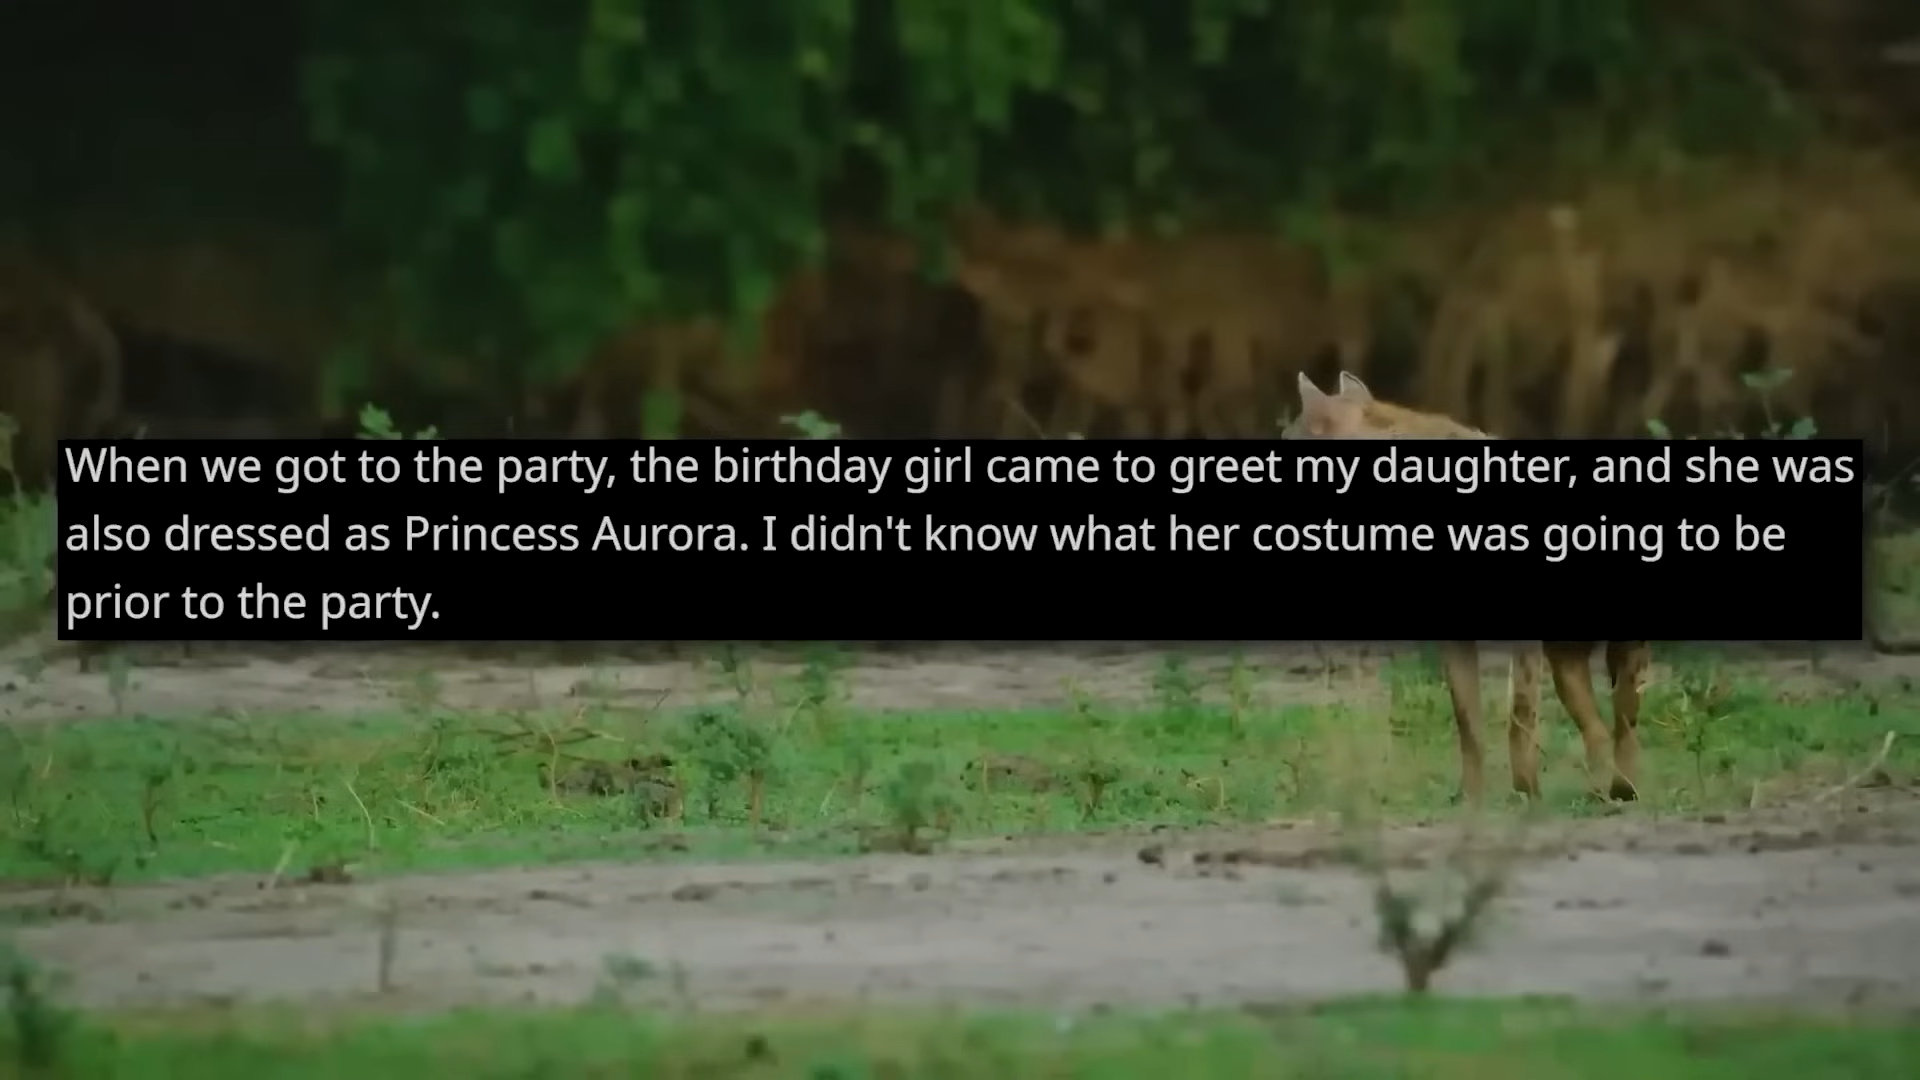 When we got to the party, the birthday girl came to greet my daughter, and she was
also dressed as Princess Aurora. I didn't know what her costume was going to be
prior to the party.